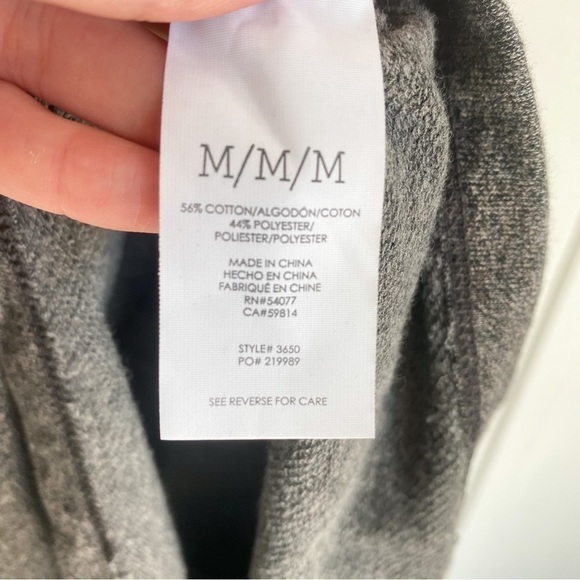 M/M/M
56% COTTON/ALGODÓN/COTON
44% POLYESTER/
POLIESTER/POLYESTER
MADE IN CHINA
HECHO EN CHINA
FABRIQUÉ EN CHINE
RN#54077
CA#59814
STYLE# 3650
PO# 219989
SEE REVERSE FOR CARE